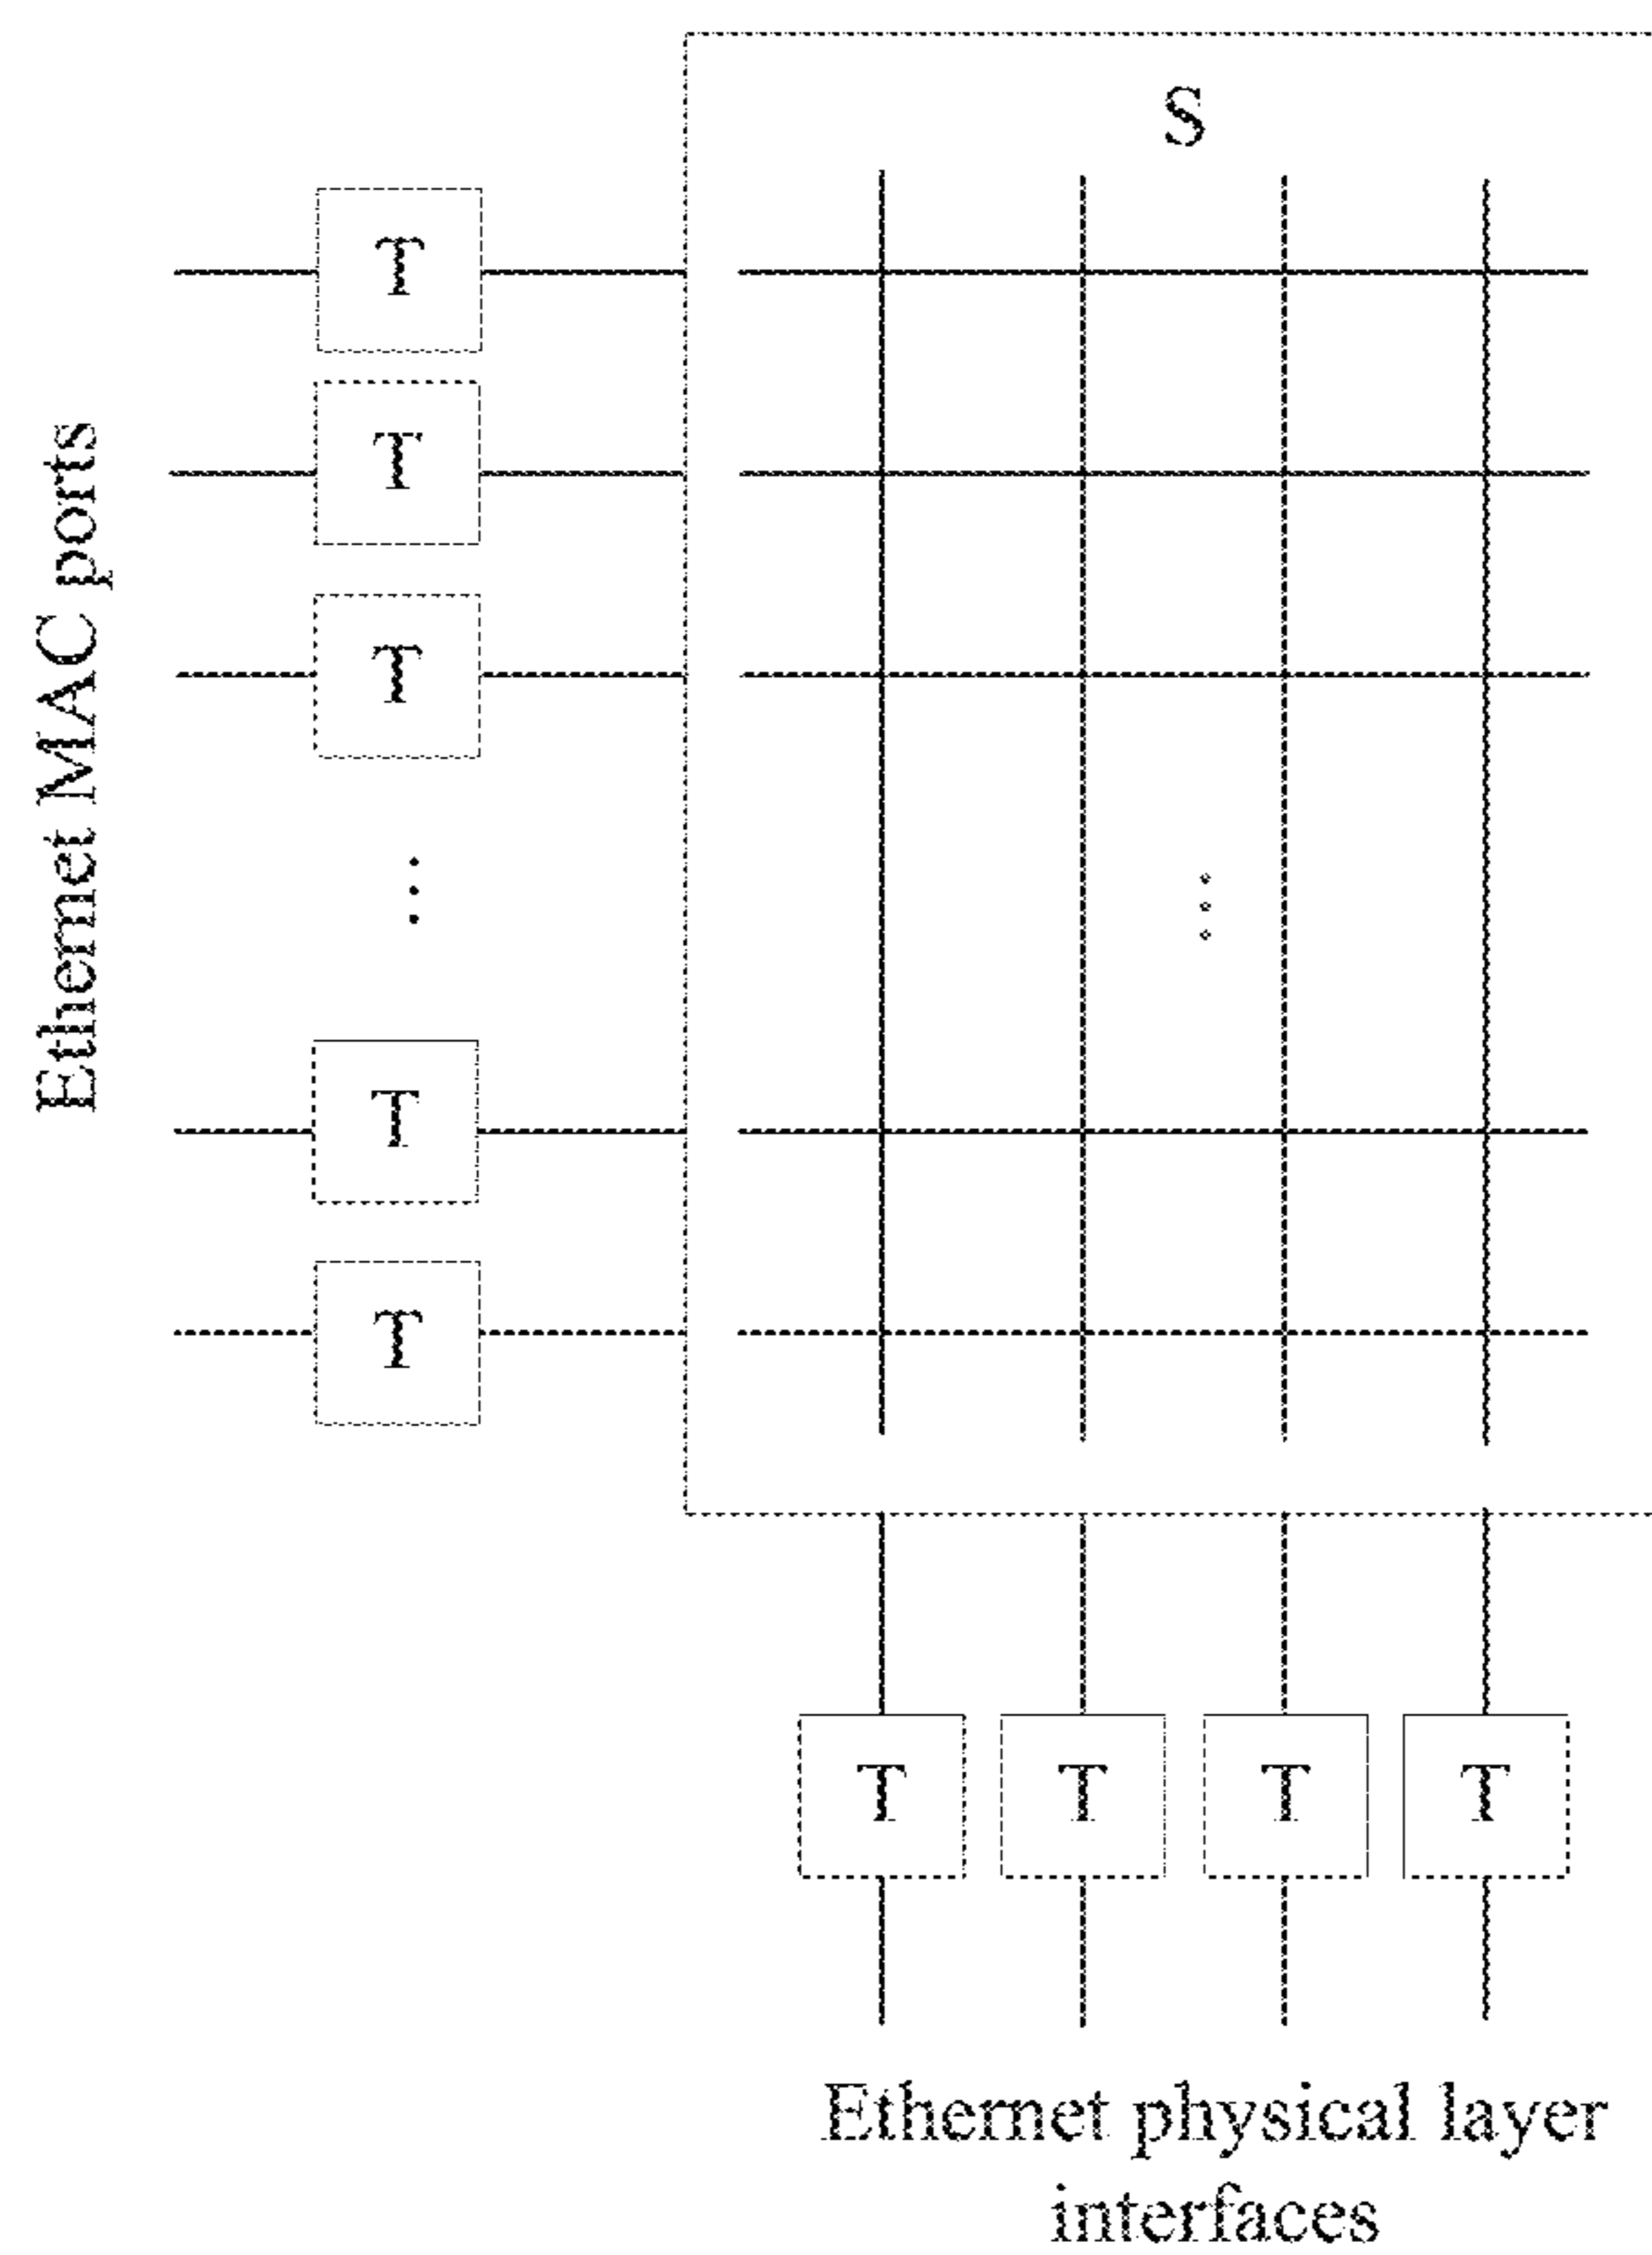 S
T
T
T
T
T
Ethernet MAC ports
T T T T
Ethernet physical layer
interfaces